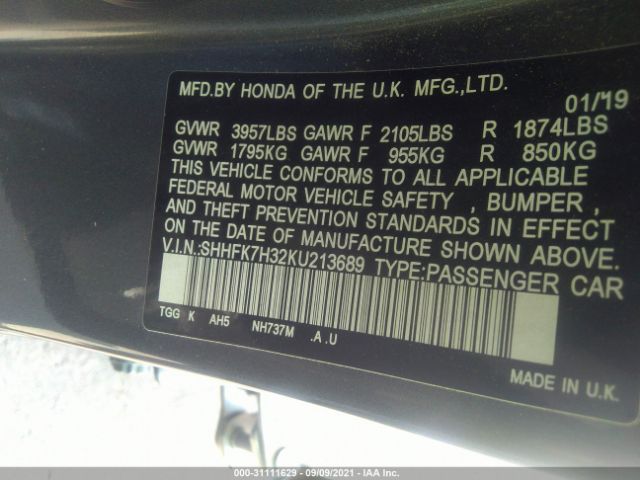 MFD.BY HONDA OF THE U.K. MFG.,LTD.
01/'19
GVWR 3957LBS GAWR F 2105LBS R 1874LBS
GVWR 1795KG GAWR F 955KG R 850KG
THIS VEHICLE CONFORMS TO ALL APPLICABLE
FEDERAL MOTOR VEHICLE SAFETY , BUMPER ,
AND THEFT PREVENTION STANDARDS IN EFFECT
ON THE DATE OF MANUFACTURE SHOWN ABOVE.
V.I.N.:SHHFK7H32KU213689 TYPE:PASSENGER CAR
TGG K AH5 NH737M .A.U
MADE IN U.K.
000-31111629 - 09/09/2021 - IAA Inc.